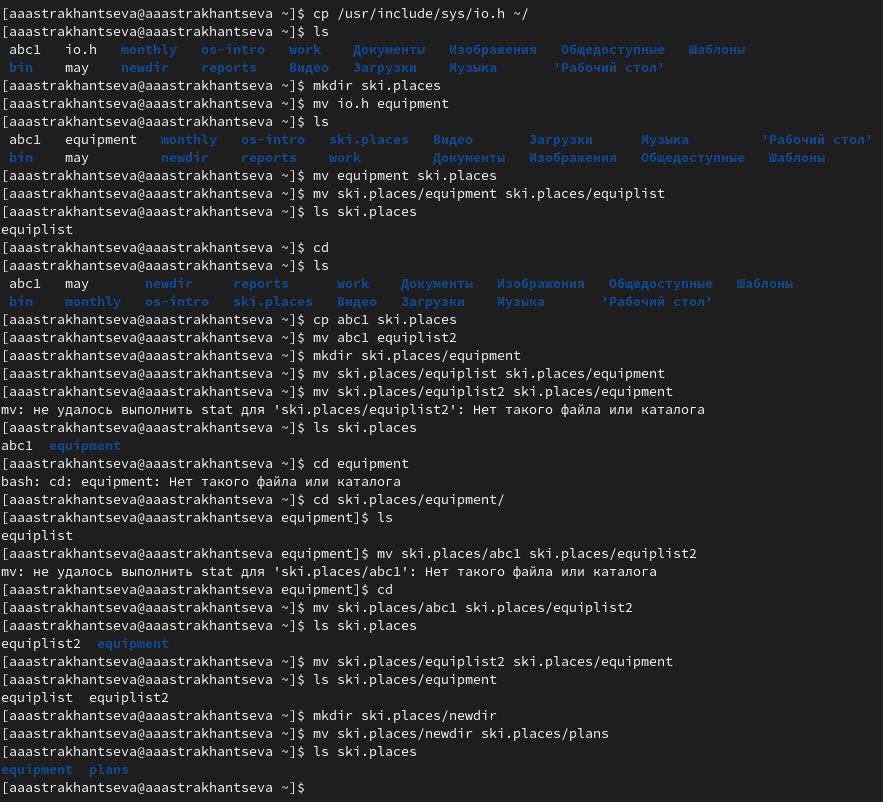 [aaastrakhantseva@aaastrakhantseva ~]$ cp /usr/include/sys/io.h ~/
[aaastrakhantseva@aaastrakhantseva ~]$ ls
abc1 io.h monthly os-intro work Документы Изображения Общедоступные Шаблоны
bin may newdir reports Видео Загрузки Музыка 'Рабочий стол'
[aaastrakhantseva@aaastrakhantseva ~]$ mkdir ski.places
[aaastrakhantseva@aaastrakhantseva ~]$ mv io.h equipment
[aaastrakhantseva@aaastrakhantseva ~]$ ls
abc1 equipment monthly os-intro ski.places Видео Загрузки Музыка 'Рабочий стол'
bin may newdir reports work Документы Изображения Общедоступные Шаблоны
[aaastrakhantseva@aaastrakhantseva ~]$ mv equipment ski.places
[aaastrakhantseva@aaastrakhantseva ~]$ mv ski.places/equipment ski.places/equiplist
[aaastrakhantseva@aaastrakhantseva ~]$ ls ski.places
equiplist
[aaastrakhantseva@aaastrakhantseva ~]$ cd
[aaastrakhantseva@aaastrakhantseva ~]$ ls
abc1 may newdir reports work Документы Изображения Общедоступные Шаблоны
bin monthly os-intro ski.places Видео Загрузки Музыка 'Рабочий стол'
[aaastrakhantseva@aaastrakhantseva ~]$ cp abc1 ski.places
[aaastrakhantseva@aaastrakhantseva ~]$ mv abc1 equiplist2
[aaastrakhantseva@aaastrakhantseva ~]$ mkdir ski.places/equipment
[aaastrakhantseva@aaastrakhantseva ~]$ mv ski.places/equiplist ski.places/equipment
[aaastrakhantseva@aaastrakhantseva ~]$ mv ski.places/equiplist2 ski.places/equipment
mv: не удалось выполнить stat для 'ski.places/equiplist2': Нет такого файла или каталога
[aaastrakhantseva@aaastrakhantseva ~]$ ls ski.places
abc1 equipment
[aaastrakhantseva@aaastrakhantseva ~]$ cd equipment
bash: cd: equipment: Нет такого файла или каталога
[aaastrakhantseva@aaastrakhantseva ~]$ cd ski.places/equipment/
[aaastrakhantseva@aaastrakhantseva equipment]$ ls
equiplist
[aaastrakhantseva@aaastrakhantseva equipment]$ mv ski.places/abc1 ski.places/equiplist2
mv: не удалось выполнить stat для 'ski.places/abc1': Нет такого файла или каталога
[aaastrakhantseva@aaastrakhantseva equipment]$ cd
[aaastrakhantseva@aaastrakhantseva ~]$ mv ski.places/abc1 ski.places/equiplist2
[aaastrakhantseva@aaastrakhantseva ~]$ ls ski.places
equiplist2 equipment
[aaastrakhantseva@aaastrakhantseva ~]$ mv ski.places/equiplist2 ski.places/equipment
[aaastrakhantseva@aaastrakhantseva ~]$ ls ski.places/equipment
equiplist equiplist2
[aaastrakhantseva@aaastrakhantseva ~]$ mkdir ski.places/newdir
[aaastrakhantseva@aaastrakhantseva ~]$ mv ski.places/newdir ski.places/plans
[aaastrakhantseva@aaastrakhantseva ~]$ ls ski.places
equipment plans
[aaastrakhantseva@aaastrakhantseva ~]$